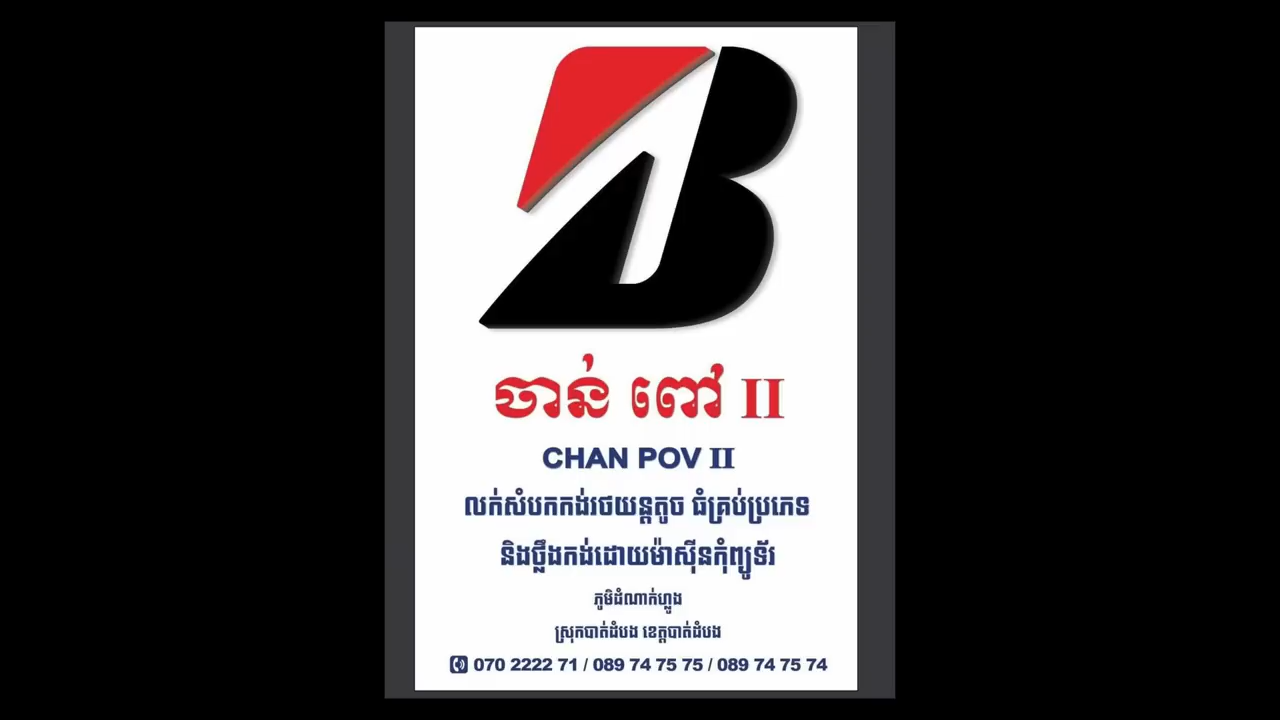 ចាន់ ពៅ II
CHAN POV II
លក់សំបកកង់រថយន្តតូច ធំគ្រប់ប្រភេទ
និងថ្លឹងកង់ដោយម៉ាស៊ីនកុំព្យូទ័រ
ភូមិដំណាក់ហ្លួង
ស្រុកបាត់ដំបង ខេត្តបាត់ដំបង
070 2222 71 / 089 74 75 75 / 089 74 75 74